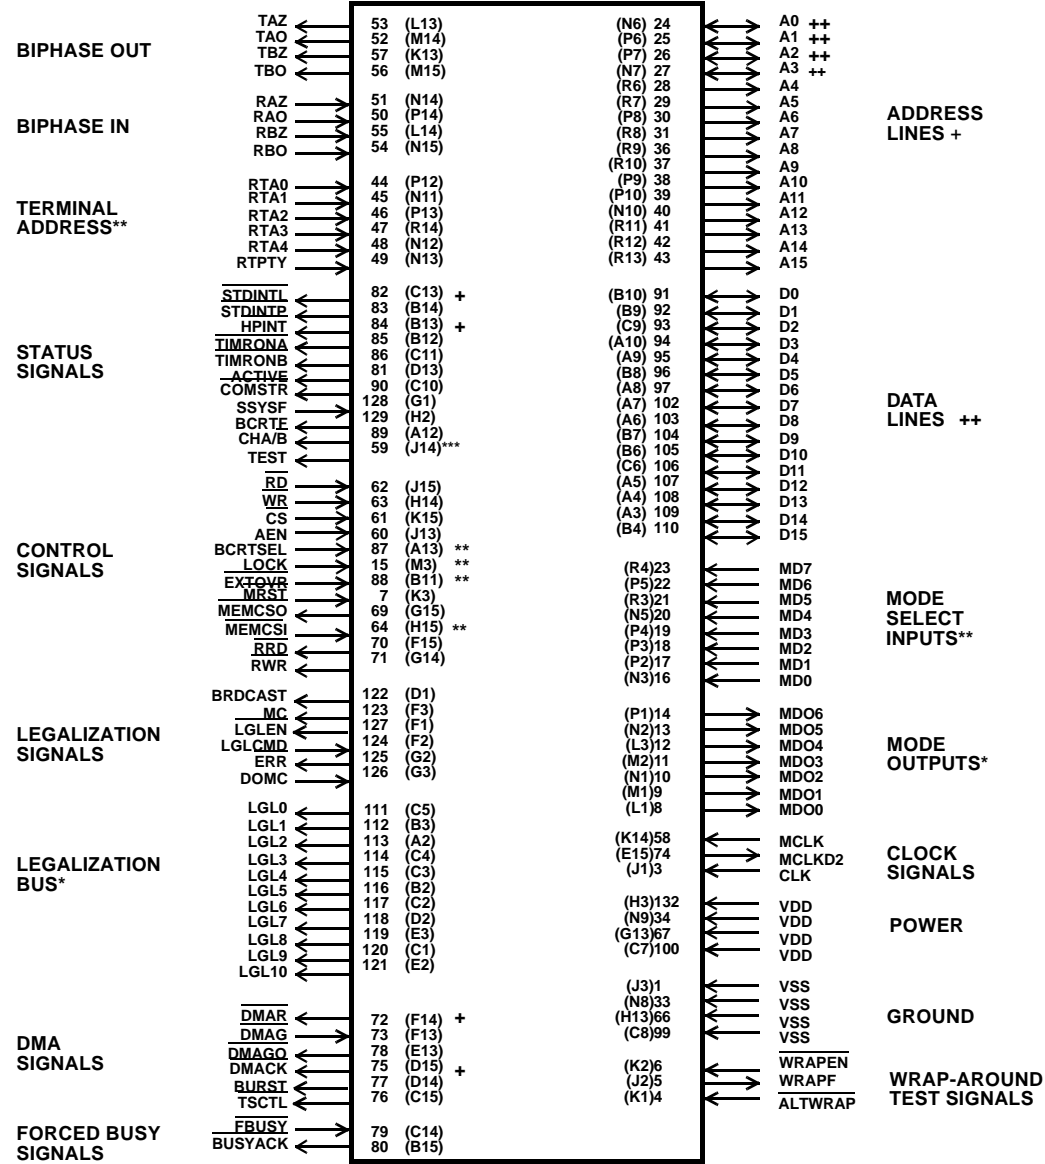 BIPHASE OUT
TAZ 53 (L13)
TAO 52 (M14)
TBZ 57 (K13)
TBO 56 (M15)
BIPHASE IN
RAZ 51 (N14)
RAO 50 (P14)
RBZ 55 (L14)
RBO 54 (N15)
TERMINAL
ADDRESS**
RTA0 44 (P12)
RTA1 45 (N11)
RTA2 46 (P13)
RTA3 47 (R14)
RTA4 48 (N12)
RTPTY 49 (N13)
STATUS
SIGNALS
STDINTL 82 (C13) +
STDINTP 83 (B14)
HPINT 84 (B13) +
TIMRONA 85 (B12)
TIMRONB 86 (C11)
ACTIVE 81 (D13)
COMSTR 90 (C10)
SSYSF 128 (G1)
BCRTF 129 (H2)
CHA/B 89 (A12)
TEST 59 (J14)***
CONTROL
SIGNALS
RD 62 (J15)
WR 63 (H14)
CS 61 (K15)
AEN 60 (J13)
BCRTSEL 87 (A13) **
LOCK 15 (M3) **
EXTOVR 88 (B11) **
MRST 7 (K3)
MEMCSO 69 (G15)
MEMCSI 64 (H15) **
RRD 70 (F15)
RWR 71 (G14)
LEGALIZATION
SIGNALS
BRDCAST 122 (D1)
MC 123 (F3)
LGLEN 127 (F1)
LGLCMD 124 (F2)
ERR 125 (G2)
DOMC 126 (G3)
LEGALIZATION
BUS*
LGL0 111 (C5)
LGL1 112 (B3)
LGL2 113 (A2)
LGL3 114 (C4)
LGL4 115 (C3)
LGL5 116 (B2)
LGL6 117 (C2)
LGL7 118 (D2)
LGL8 119 (E3)
LGL9 120 (C1)
LGL10 121 (E2)
DMA
SIGNALS
DMAR 72 (F14) +
DMAG 73 (F13)
DMAGO 78 (E13)
DMACK 75 (D15) +
BURST 77 (D14)
TSCTL 76 (C15)
FORCED BUSY
SIGNALS
FBUSY 79 (C14)
BUSYACK 80 (B15)
(N6) 24 A0 ++
(P6) 25 A1 ++
(P7) 26 A2 ++
(N7) 27 A3 ++
(R6) 28 A4
(R7) 29 A5
(P8) 30 A6
(R8) 31 A7
(R9) 36 A8
(R10) 37 A9
(P9) 38 A10
(P10) 39 A11
(N10) 40 A12
(R11) 41 A13
(R12) 42 A14
(R13) 43 A15
ADDRESS
LINES +
(B10) 91 D0
(B9) 92 D1
(C9) 93 D2
(A10) 94 D3
(A9) 95 D4
(B8) 96 D5
(A8) 97 D6
(A7) 102 D7
(A6) 103 D8
(B7) 104 D9
(B6) 105 D10
(C6) 106 D11
(A5) 107 D12
(A4) 108 D13
(A3) 109 D14
(B4) 110 D15
DATA
LINES ++
(R4)23 MD7
(P5)22 MD6
(R3)21 MD5
(N5)20 MD4
(P4)19 MD3
(P3)18 MD2
(P2)17 MD1
(N3)16 MD0
MODE
SELECT
INPUTS**
(P1)14 MDO6
(N2)13 MDO5
(L3)12 MDO4
(M2)11 MDO3
(N1)10 MDO2
(M1)9 MDO1
(L1)8 MDO0
MODE
OUTPUTS*
(K14)58 MCLK
(E15)74 MCLKD2
(J1)3 CLK
CLOCK
SIGNALS
(H3)132 VDD
(N9)34 VDD
(G13)67 VDD
(C7)100 VDD
POWER
(J3)1 VSS
(N8)33 VSS
(H13)66 VSS
(C8)99 VSS
GROUND
(K2)6 WRAPEN
(J2)5 WRAPF
(K1)4 ALTWRAP
WRAP-AROUND
TEST SIGNALS